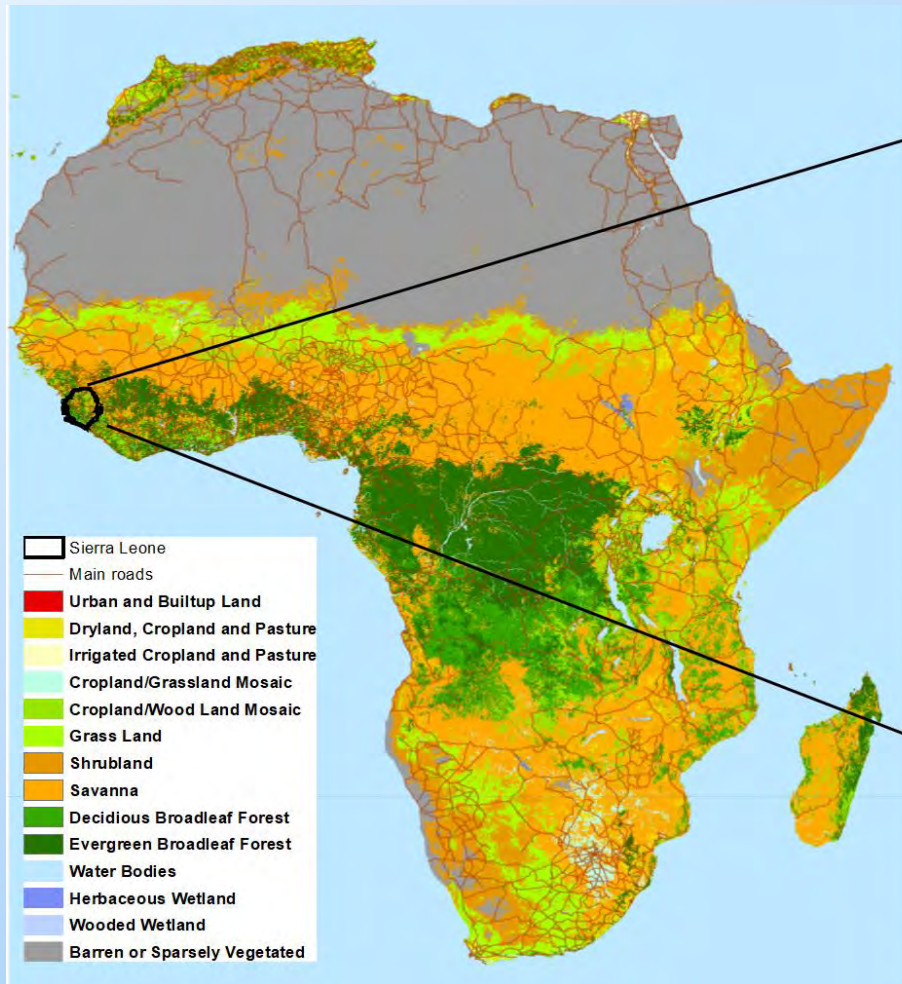 Sierra Leone
Main roads
Urban and Builtup Land
Dryland, Cropland and Pasture
Irrigated Cropland and Pasture
Cropland/Grassland Mosaic
Cropland/Wood Land Mosaic
Grass Land
Shrubland
Savanna
Decidious Broadleaf Forest
Evergreen Broadleaf Forest
Water Bodies
Herbaceous Wetland
Wooded Wetland
Barren or Sparsely Vegetated